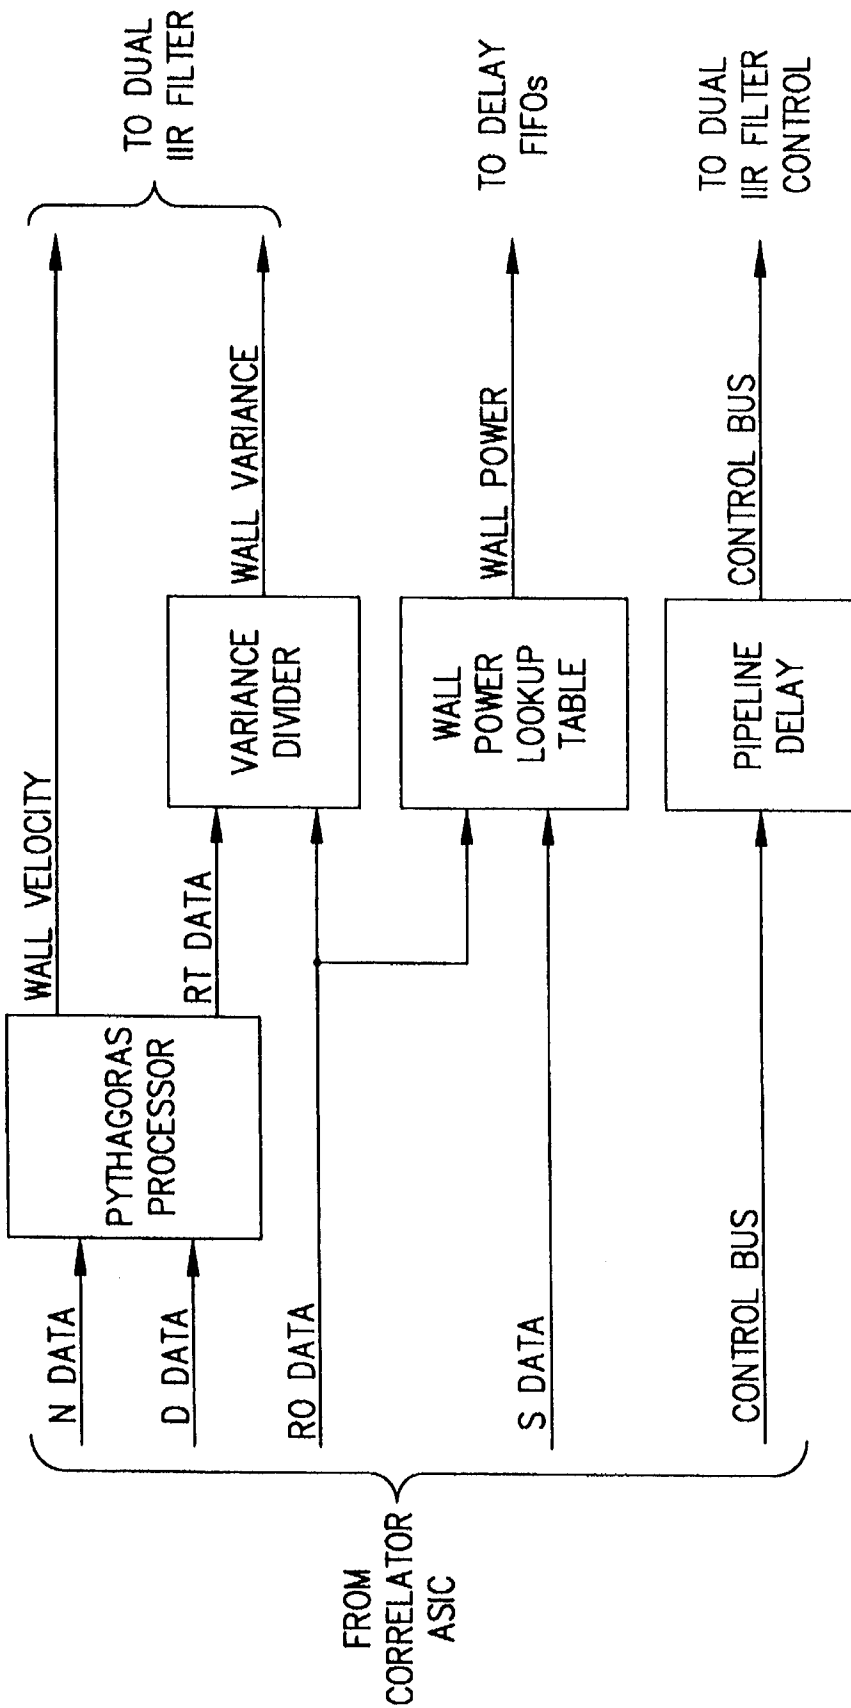 FROM
CORRELATOR
ASIC
N DATA
D DATA
RO DATA
S DATA
CONTROL BUS
PYTHAGORAS
PROCESSOR
WALL VELOCITY
RT DATA
VARIANCE
DIVIDER
WALL
POWER
LOOKUP
TABLE
PIPELINE
DELAY
WALL VARIANCE
WALL POWER
CONTROL BUS
TO DUAL
IIR FILTER
TO DELAY
FIFOs
TO DUAL
IIR FILTER
CONTROL